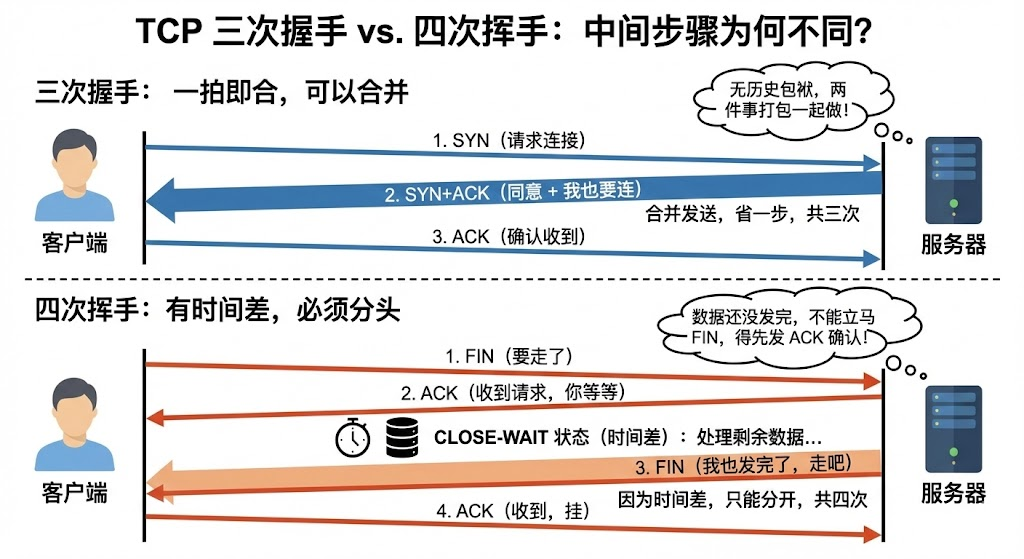 TCP 三次握手 vs. 四次挥手：中间步骤为何不同？
三次握手： 一拍即合，可以合并
无历史包袱，两
件事打包一起做！
1. SYN（请求连接）
2. SYN+ACK（同意 + 我也要连）
合并发送，省一步，共三次
3. ACK（确认收到）
客户端
服务器
四次挥手：有时间差，必须分头
数据还没发完，不能立马
FIN，得先发 ACK 确认！
1. FIN（要走了）
2. ACK（收到请求，你等等）
CLOSE-WAIT 状态（时间差）：处理剩余数据...
3. FIN（我也发完了，走吧）
因为时间差，只能分开，共四次
4. ACK（收到，挂）
客户端
服务器